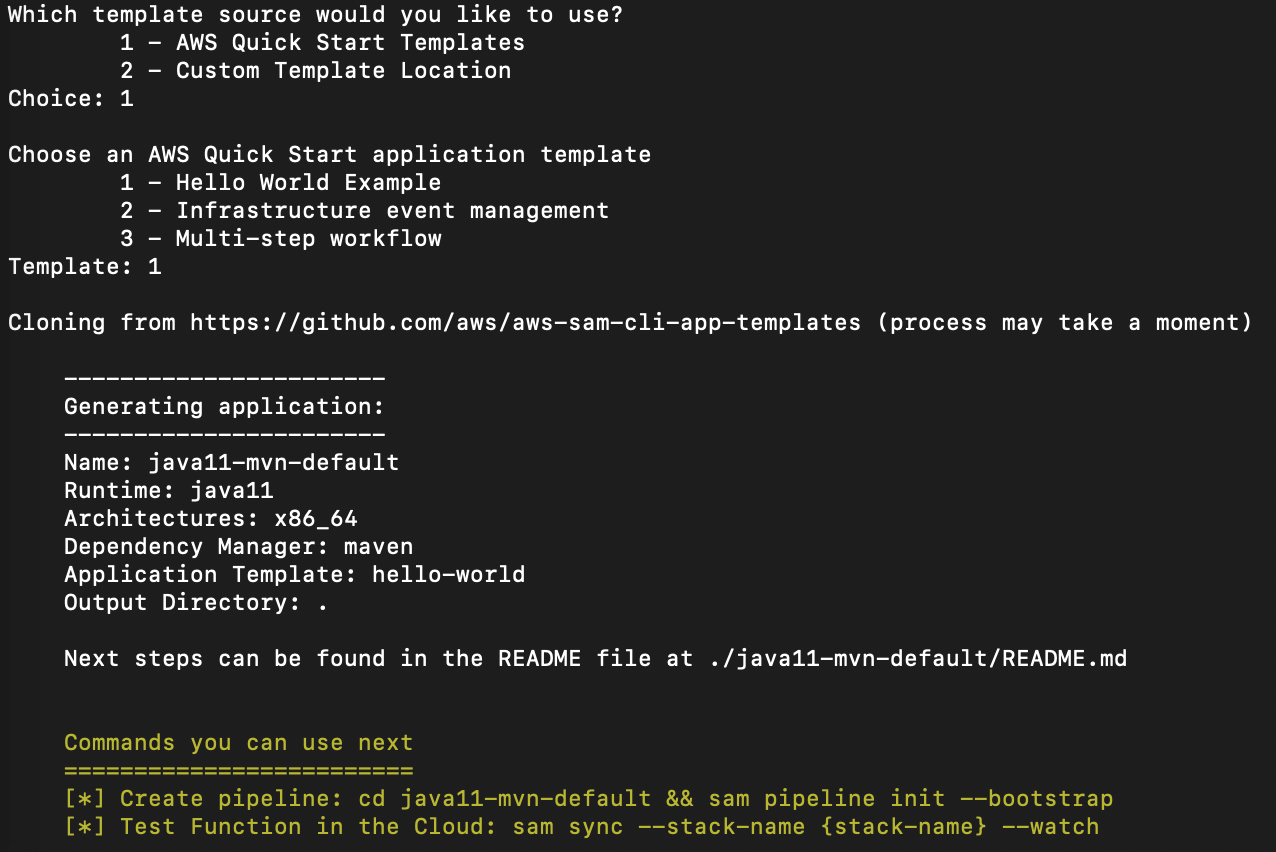 Which template source would you like to use?
1 - AWS Quick Start Templates
2 - Custom Template Location
Choice: 1
Choose an AWS Quick Start application template
1 - Hello World Example
2 - Infrastructure event management
3 - Multi-step workflow
Template: 1
Cloning from https://github.com/aws/aws-sam-cli-app-templates (process may take a moment)
-----------------------
Generating application:
-----------------------
Name: java11-mvn-default
Runtime: java11
Architectures: x86_64
Dependency Manager: maven
Application Template: hello-world
Output Directory: .
Next steps can be found in the README file at ./java11-mvn-default/README.md
Commands you can use next
=========================
[*] Create pipeline: cd java11-mvn-default && sam pipeline init --bootstrap
[*] Test Function in the Cloud: sam sync --stack-name {stack-name} --watch